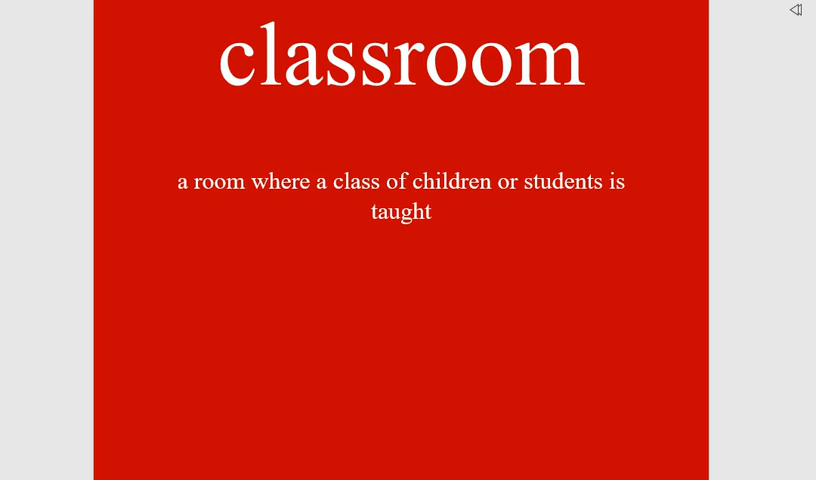 classroom
a room where a class of children or students is
taught